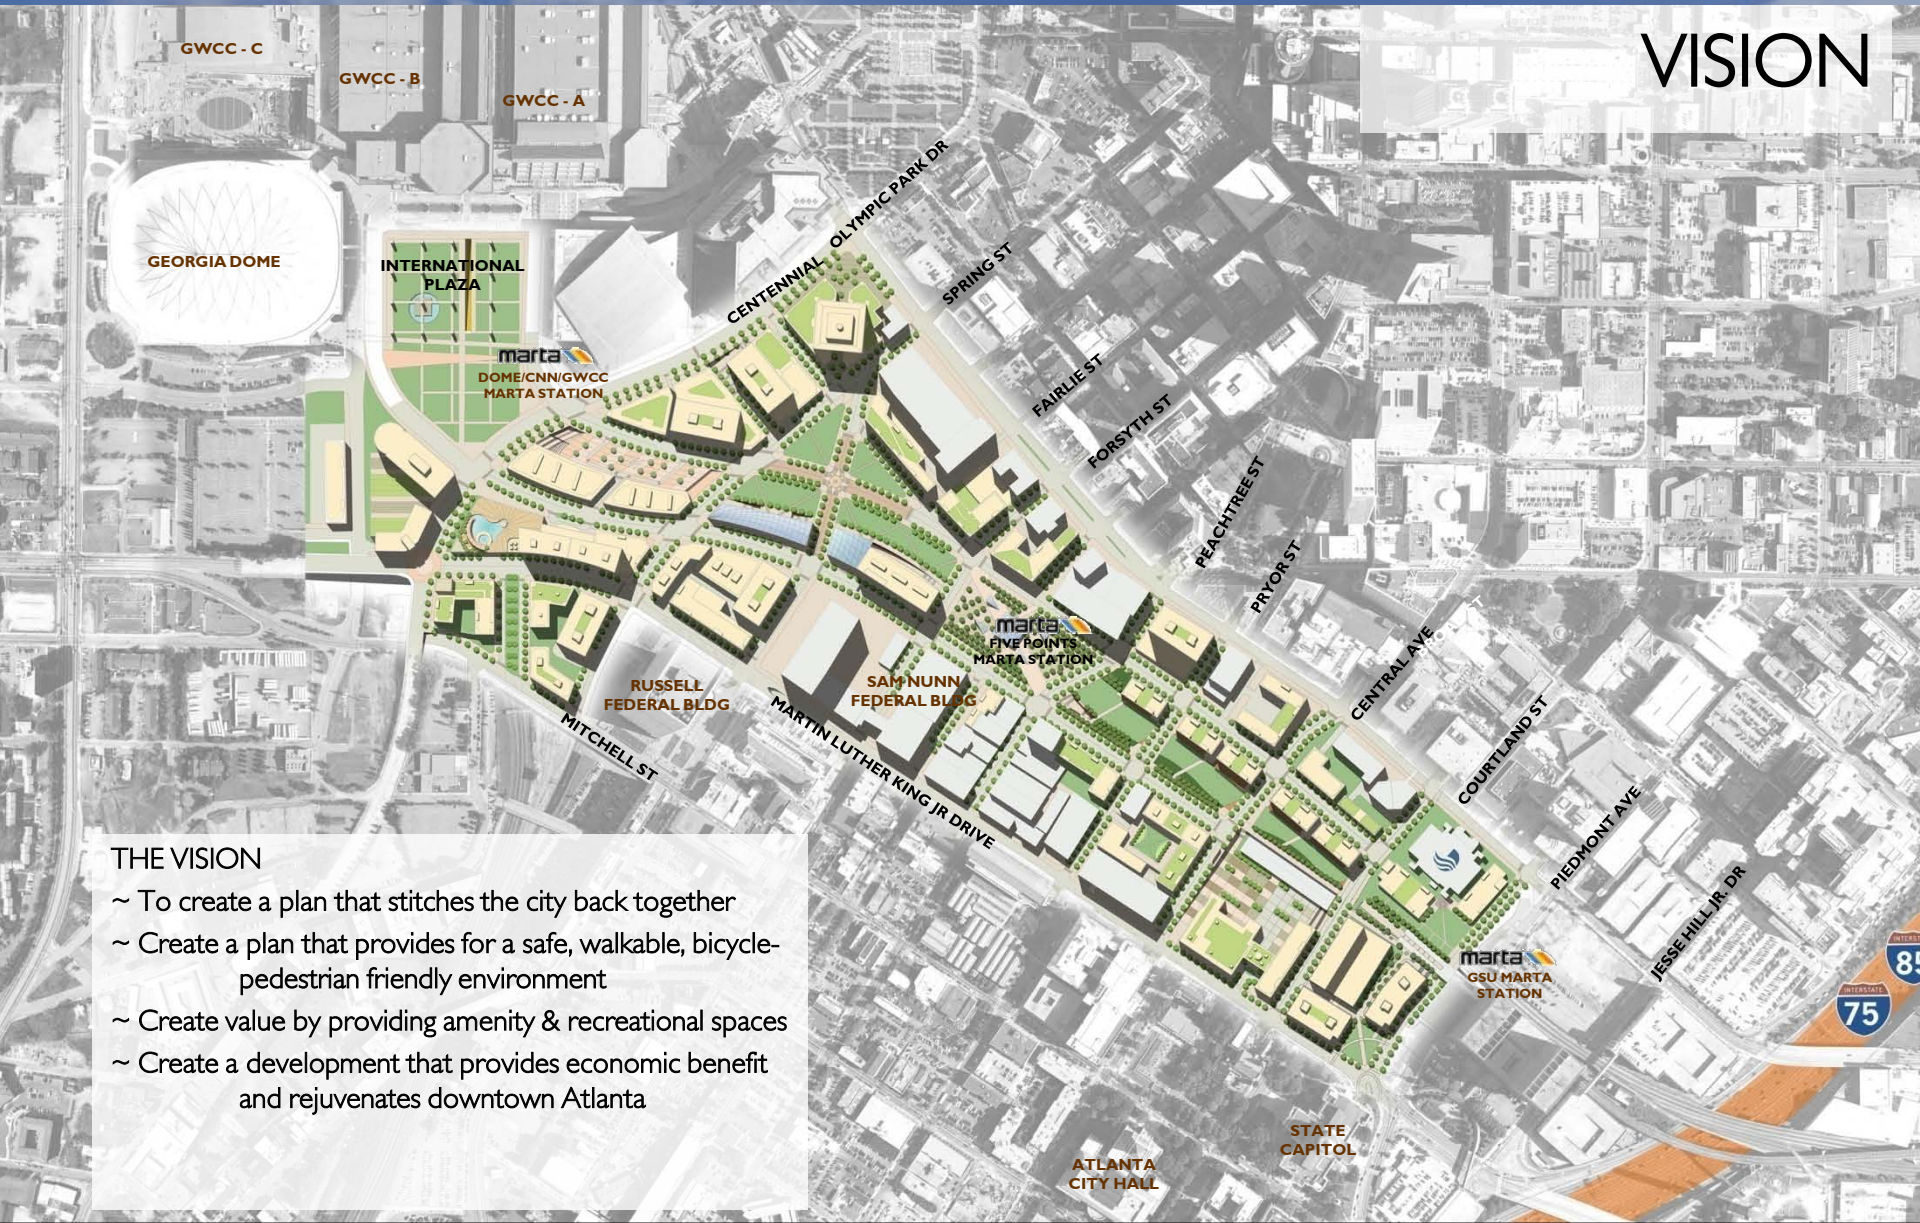 VISION
GWCC - C
GWCC - B
GWCC - A
GEORGIA DOME
INTERNATIONAL
PLAZA
marta
DOME/CNN/GWCC
MARTA STATION
CENTENNIAL OLYMPIC PARK DR
SPRING ST
FAIRLIE ST
FORSYTH ST
PEACHTREE ST
PRYOR ST
CENTRAL AVE
COURTLAND ST
PIEDMONT AVE
JESSE HILL JR. DR
marta
FIVE POINTS
MARTA STATION
RUSSELL
FEDERAL BLDG
SAM NUNN
FEDERAL BLDG
MITCHELL ST
MARTIN LUTHER KING JR DRIVE
marta
GSU MARTA
STATION
INTERSTATE
75
85
STATE
CAPITOL
ATLANTA
CITY HALL
THE VISION
~ To create a plan that stitches the city back together
~ Create a plan that provides for a safe, walkable, bicycle-
pedestrian friendly environment
~ Create value by providing amenity & recreational spaces
~ Create a development that provides economic benefit
and rejuvenates downtown Atlanta